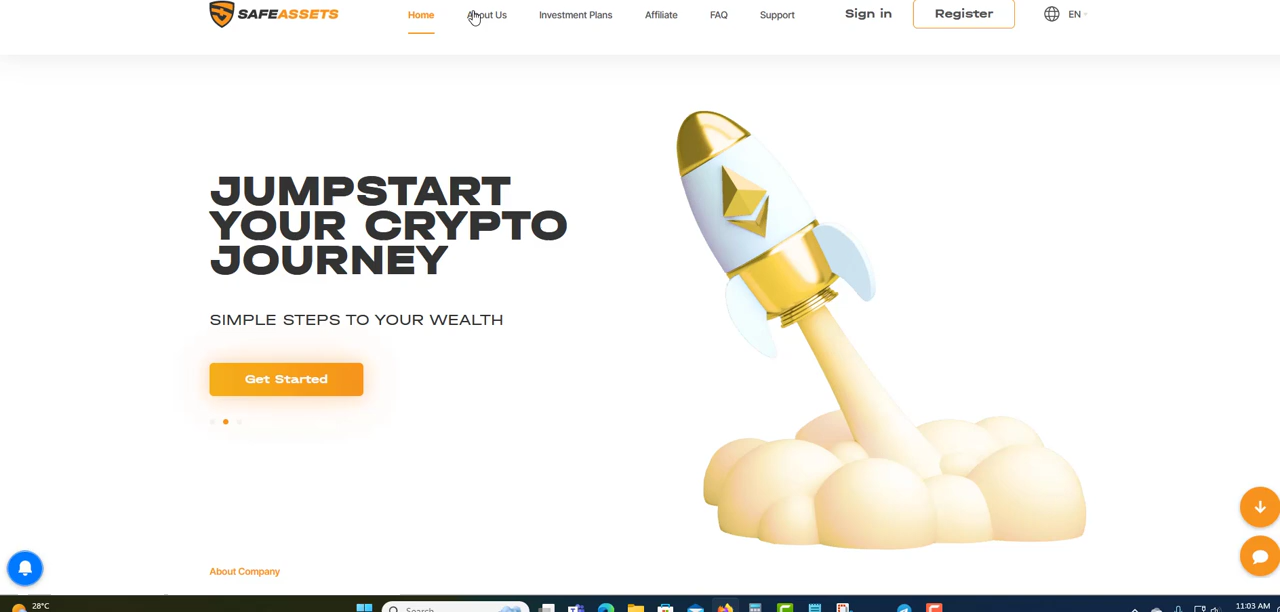 SAFEASSETS
Home
About Us
Investment Plans
Affiliate
FAQ
Support
Sign in
Register
EN
JUMPSTART
YOUR CRYPTO
JOURNEY
SIMPLE STEPS TO YOUR WEALTH
Get Started
About Company
28°C
Search
11:03 AM